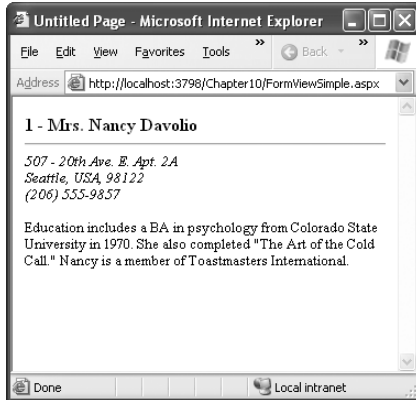 Untitled Page - Microsoft Internet Explorer
File Edit View Favorites Tools » Back »
Address http://localhost:3798/Chapter10/FormViewSimple.aspx
1 - Mrs. Nancy Davolio
507 - 20th Ave. E. Apt. 2A
Seattle, USA, 98122
(206) 555-9857
Education includes a BA in psychology from Colorado State
University in 1970. She also completed "The Art of the Cold
Call." Nancy is a member of Toastmasters International.
Done Local intranet